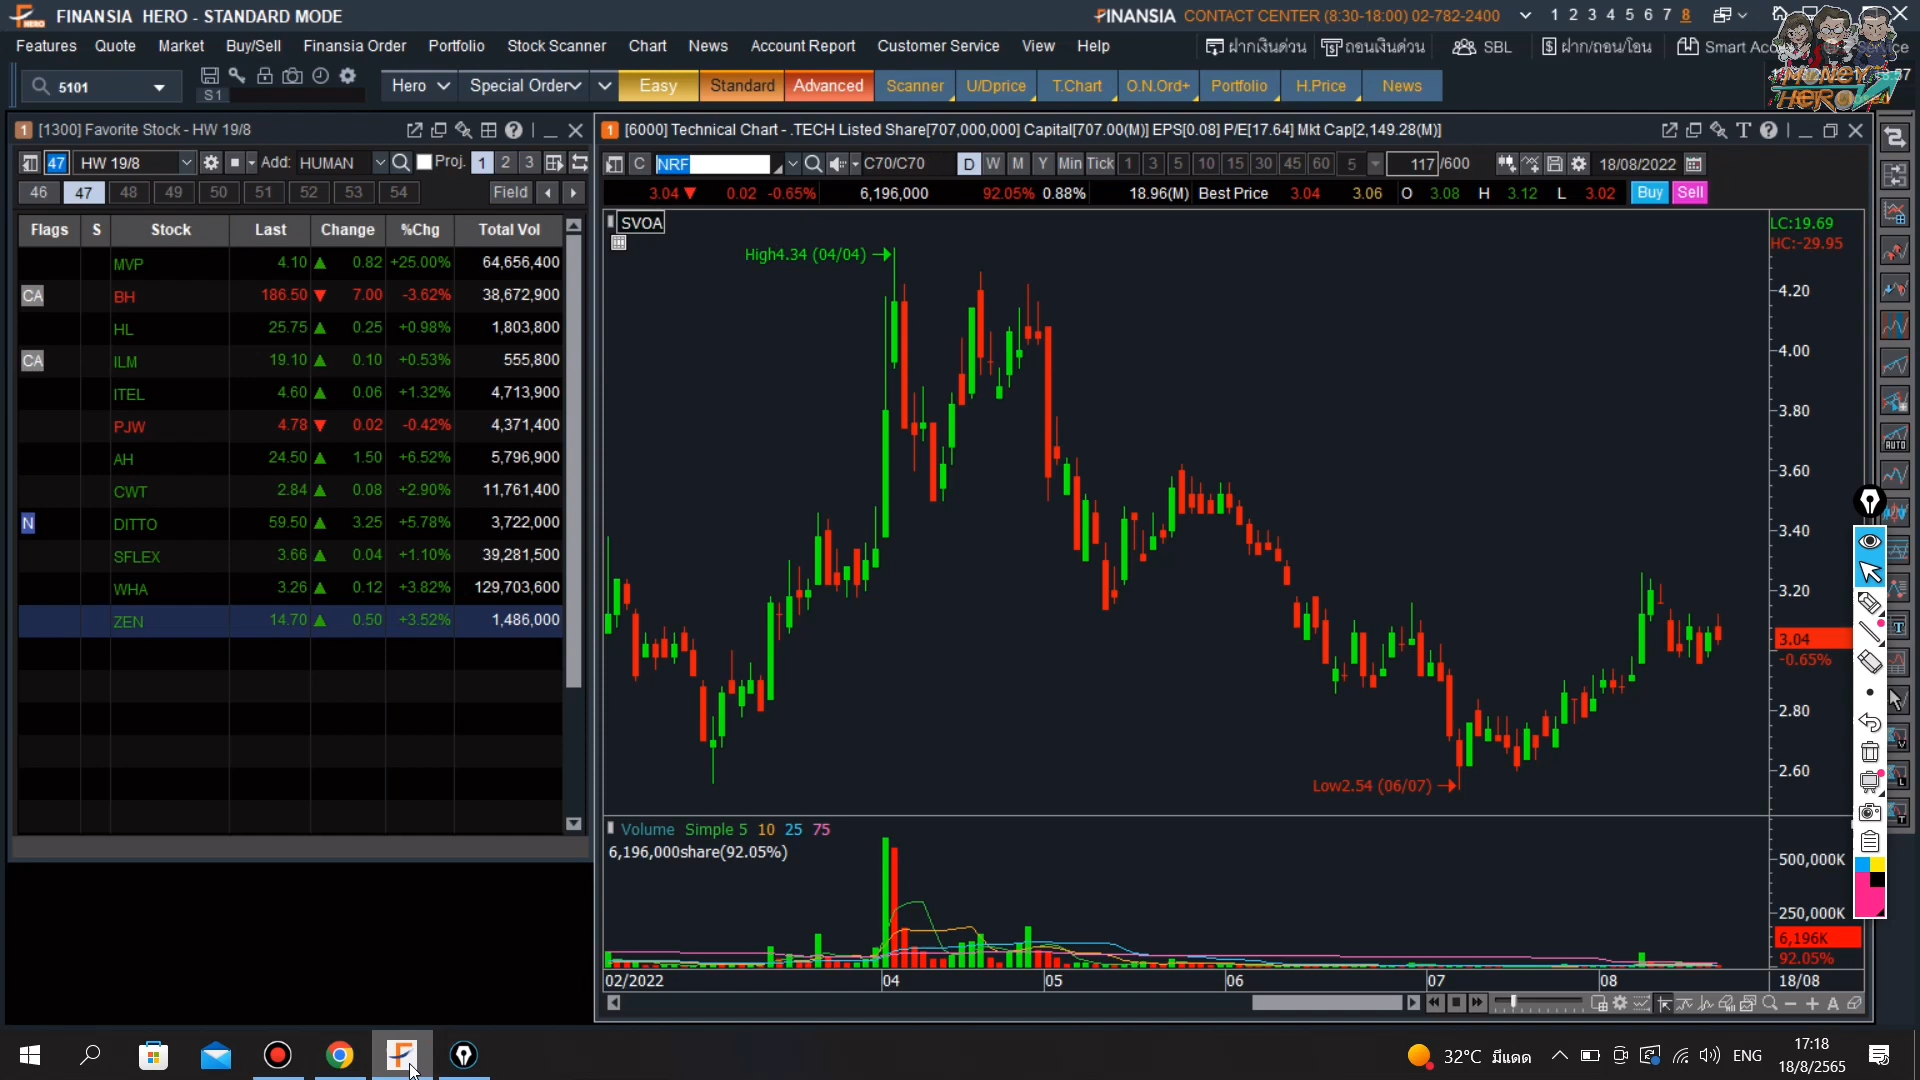 FINANSIA HERO - STANDARD MODE
FINANSIA CONTACT CENTER (8:30-18:00) 02-782-2400
1 2 3 4 5 6 7 8
Features Quote Market Buy/Sell Finansia Order Portfolio Stock Scanner Chart News Account Report Customer Service View Help
ฝากเงินด่วน ถอนเงินด่วน SBL ฝาก/ถอน/โอน
MONEY HERO
5101 S1 Hero Special Order Easy Standard Advanced Scanner U/Dprice T.Chart O.N.Ord+ Portfolio H.Price News
1 [1300] Favorite Stock - HW 19/8
47 HW 19/8 Add: HUMAN Proj. 1 2 3
46 47 48 49 50 51 52 53 54 Field
Flags S Stock Last Change %Chg Total Vol
MVP 4.10 ▲ 0.82 +25.00% 64,656,400
CA BH 186.50 ▼ 7.00 -3.62% 38,672,900
HL 25.75 ▲ 0.25 +0.98% 1,803,800
CA ILM 19.10 ▲ 0.10 +0.53% 555,800
ITEL 4.60 ▲ 0.06 +1.32% 4,713,900
PJW 4.78 ▼ 0.02 -0.42% 4,371,400
AH 24.50 ▲ 1.50 +6.52% 5,796,900
CWT 2.84 ▲ 0.08 +2.90% 11,761,400
N DITTO 59.50 ▲ 3.25 +5.78% 3,722,000
SFLEX 3.66 ▲ 0.04 +1.10% 39,281,500
WHA 3.26 ▲ 0.12 +3.82% 129,703,600
ZEN 14.70 ▲ 0.50 +3.52% 1,486,000
1 [6000] Technical Chart - .TECH Listed Share[707,000,000] Capital[707.00(M)] EPS[0.08] P/E[17.64] Mkt Cap[2,149.28(M)]
C NRF C70/C70 D W M Y Min Tick 1 3 5 10 15 30 45 60 5 117 /600 18/08/2022
3.04 ▼ 0.02 -0.65% 6,196,000 92.05% 0.88% 18.96(M) Best Price 3.04 3.06 O 3.08 H 3.12 L 3.02 Buy Sell
SVOA
LC:19.69
HC:-29.95
High4.34 (04/04)
4.20
4.00
3.80
3.60
3.40
3.20
3.04
-0.65%
2.80
2.60
Low2.54 (06/07)
AUTO
Volume Simple 5 10 25 75
6,196,000share(92.05%)
500,000K
250,000K
6,196K
92.05%
02/2022 04 05 06 07 08 18/08
32°C มีแดด ENG
17:18
18/8/2565